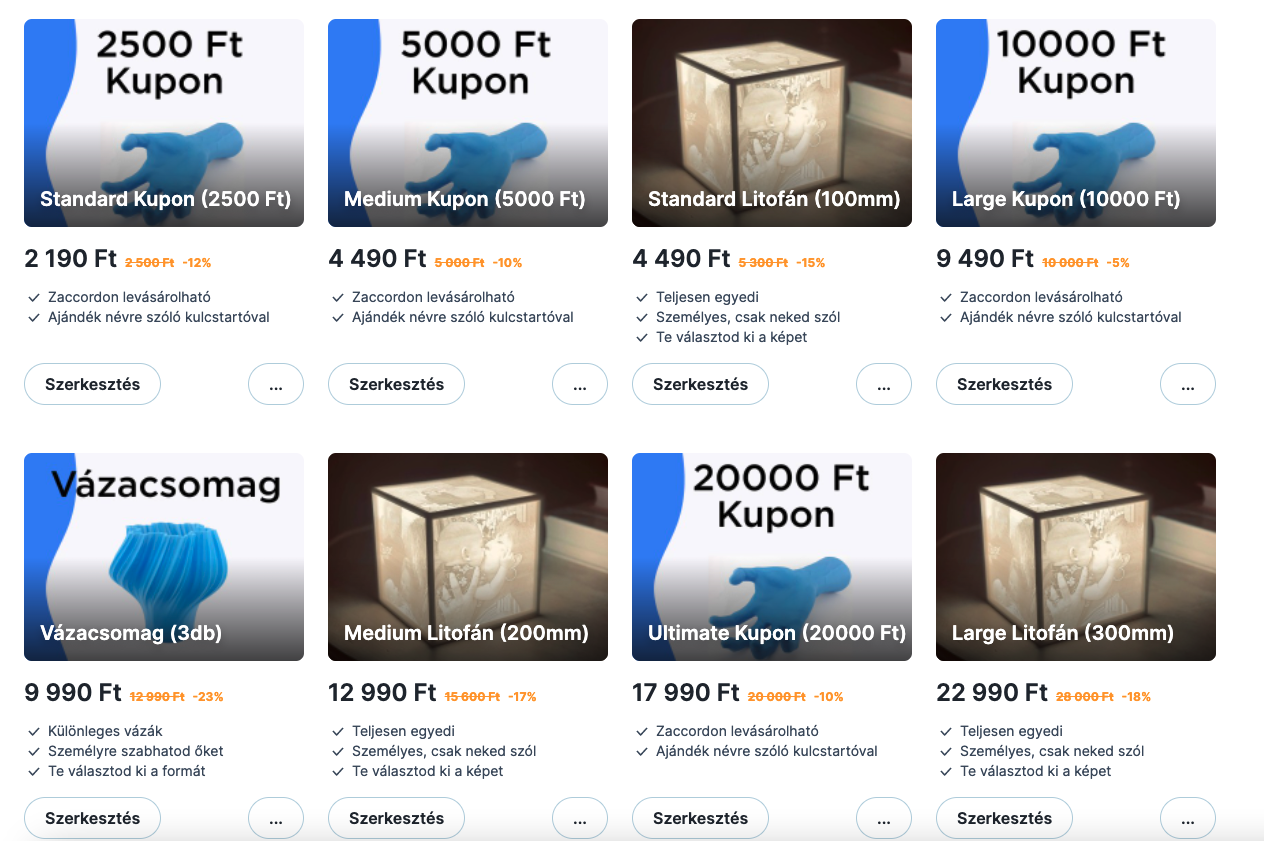 2500 Ft
Kupon
Standard Kupon (2500 Ft)
2 190 Ft 2 500 Ft -12%
Zaccordon levásárolható
Ajándék névre szóló kulcstartóval
Szerkesztés ...
5000 Ft
Kupon
Medium Kupon (5000 Ft)
4 490 Ft 5 000 Ft -10%
Zaccordon levásárolható
Ajándék névre szóló kulcstartóval
Szerkesztés ...
Standard Litofán (100mm)
4 490 Ft 5 300 Ft -15%
Teljesen egyedi
Személyes, csak neked szól
Te választod ki a képet
Szerkesztés ...
10000 Ft
Kupon
Large Kupon (10000 Ft)
9 490 Ft 10 000 Ft -5%
Zaccordon levásárolható
Ajándék névre szóló kulcstartóval
Szerkesztés ...
Vázacsomag
Vázacsomag (3db)
9 990 Ft 12 990 Ft -23%
Különleges vázák
Személyre szabhatod őket
Te választod ki a formát
Szerkesztés ...
Medium Litofán (200mm)
12 990 Ft 15 600 Ft -17%
Teljesen egyedi
Személyes, csak neked szól
Te választod ki a képet
Szerkesztés ...
20000 Ft
Kupon
Ultimate Kupon (20000 Ft)
17 990 Ft 20 000 Ft -10%
Zaccordon levásárolható
Ajándék névre szóló kulcstartóval
Szerkesztés ...
Large Litofán (300mm)
22 990 Ft 28 000 Ft -18%
Teljesen egyedi
Személyes, csak neked szól
Te választod ki a képet
Szerkesztés ...